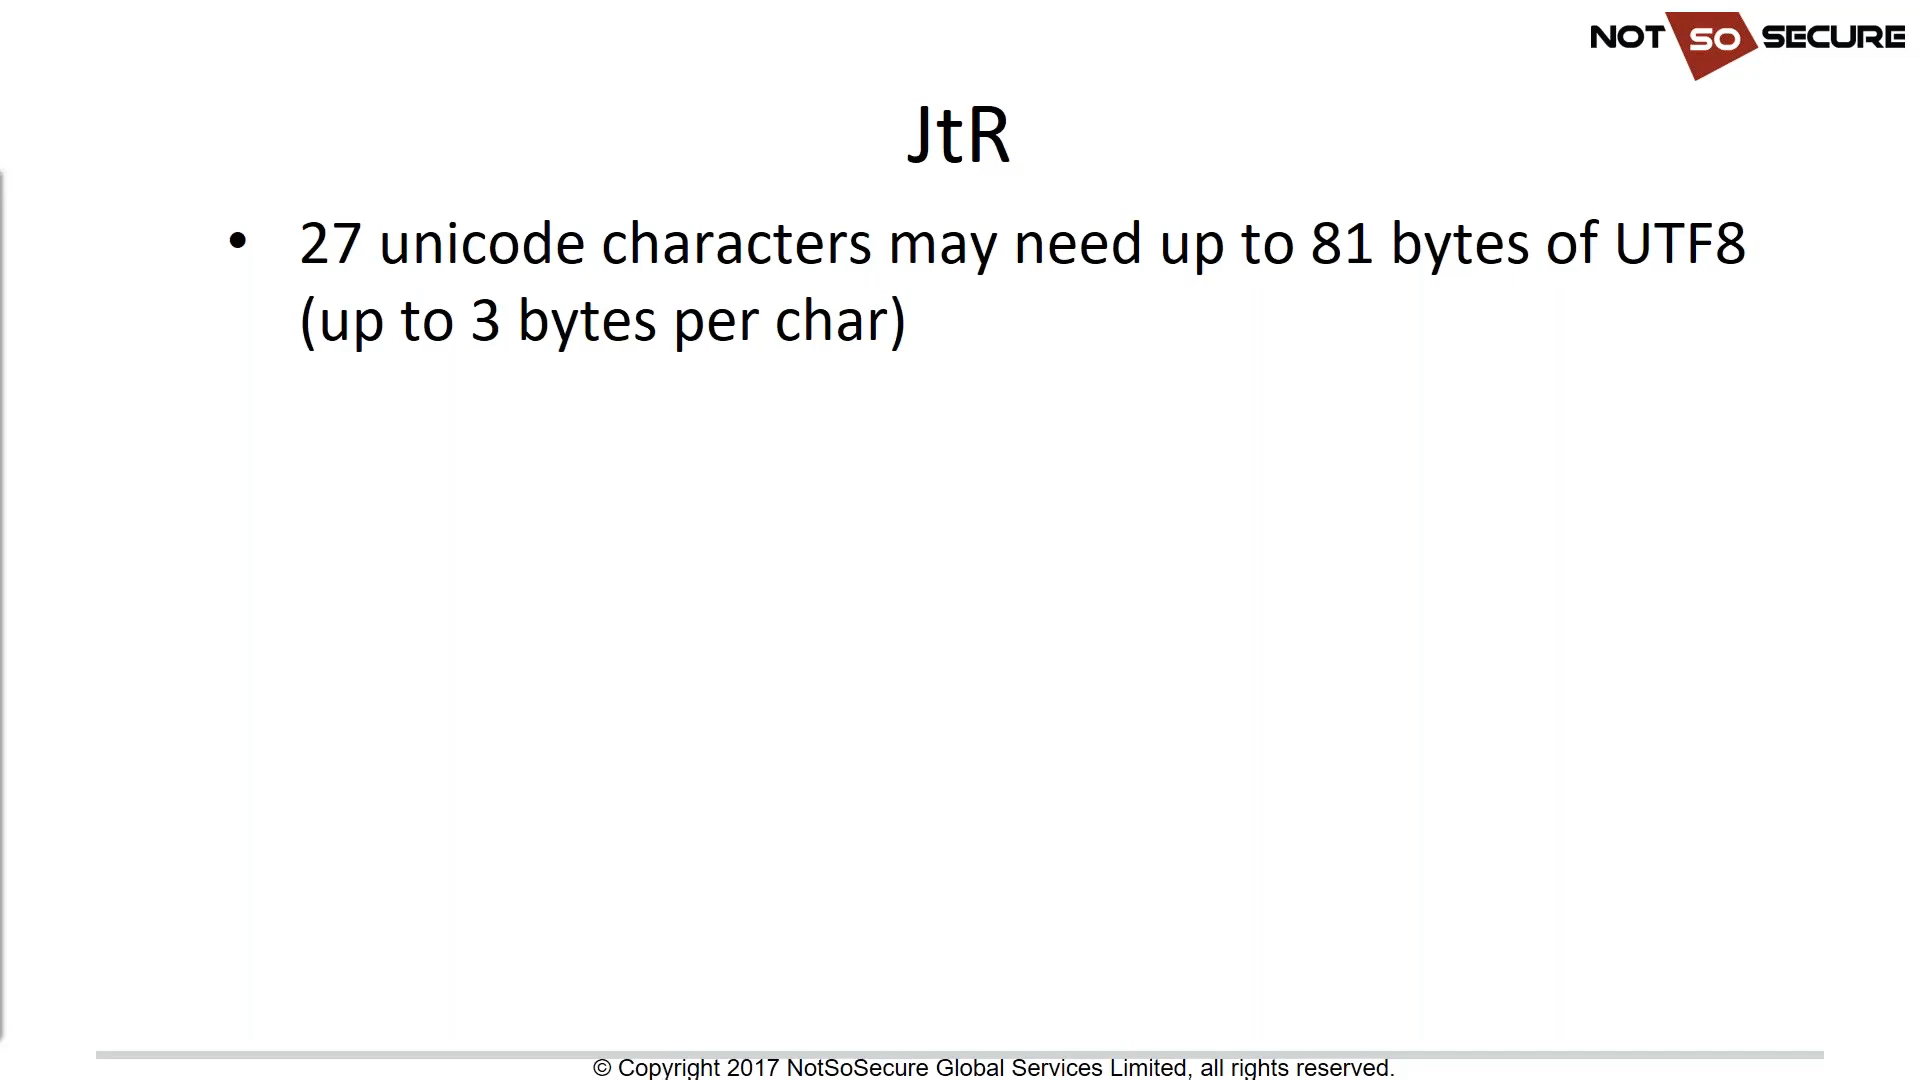 NOT SO SECURE
JtR
• 27 unicode characters may need up to 81 bytes of UTF8
(up to 3 bytes per char)
© Copyright 2017 NotSoSecure Global Services Limited, all rights reserved.